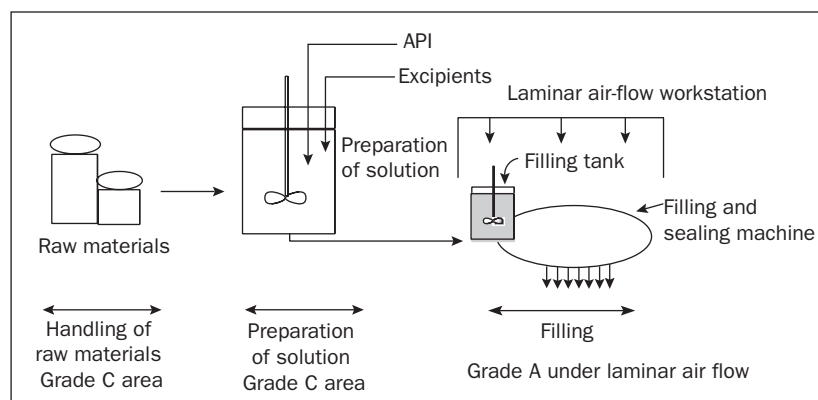 API
Excipients
Laminar air-flow workstation
Preparation
of solution
Filling tank
Filling and
sealing machine
Raw materials
Handling of
raw materials
Grade C area
Preparation
of solution
Grade C area
Filling
Grade A under laminar air flow